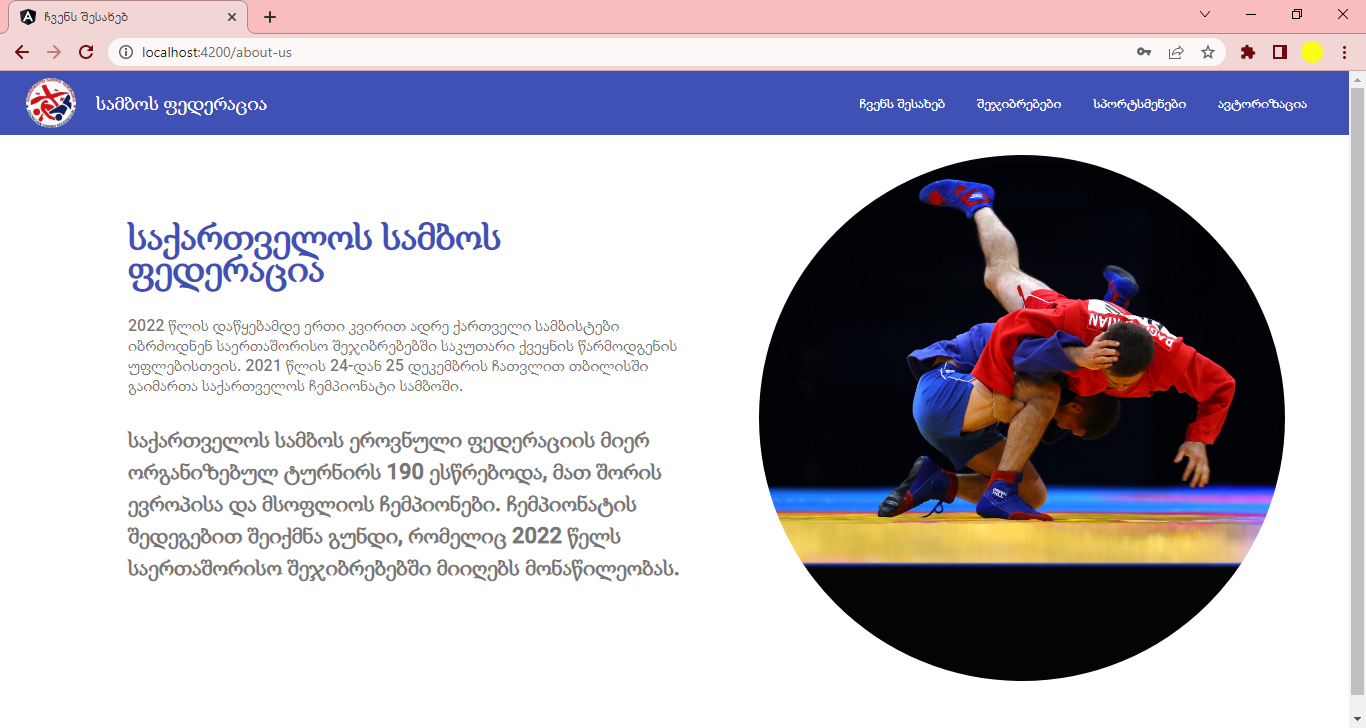 ჩვენს შესახებ
localhost:4200/about-us
სამბოს ფედერაცია
ჩვენს შესახებ
შეჯიბრებები
სპორტსმენები
ავტორიზაცია
საქართველოს სამბოს
ფედერაცია
2022 წლის დაწყებამდე ერთი კვირით ადრე ქართველი სამბისტები
იბრძოდნენ საერთაშორისო შეჯიბრებებში საკუთარი ქვეყნის წარმოდგენის
უფლებისთვის. 2021 წლის 24-დან 25 დეკემბრის ჩათვლით თბილისში
გაიმართა საქართველოს ჩემპიონატი სამბოში.
საქართველოს სამბოს ეროვნული ფედერაციის მიერ
ორგანიზებულ ტურნირს 190 ესწრებოდა, მათ შორის
ევროპისა და მსოფლიოს ჩემპიონები. ჩემპიონატის
შედეგებით შეიქმნა გუნდი, რომელიც 2022 წელს
საერთაშორისო შეჯიბრებებში მიიღებს მონაწილეობას.